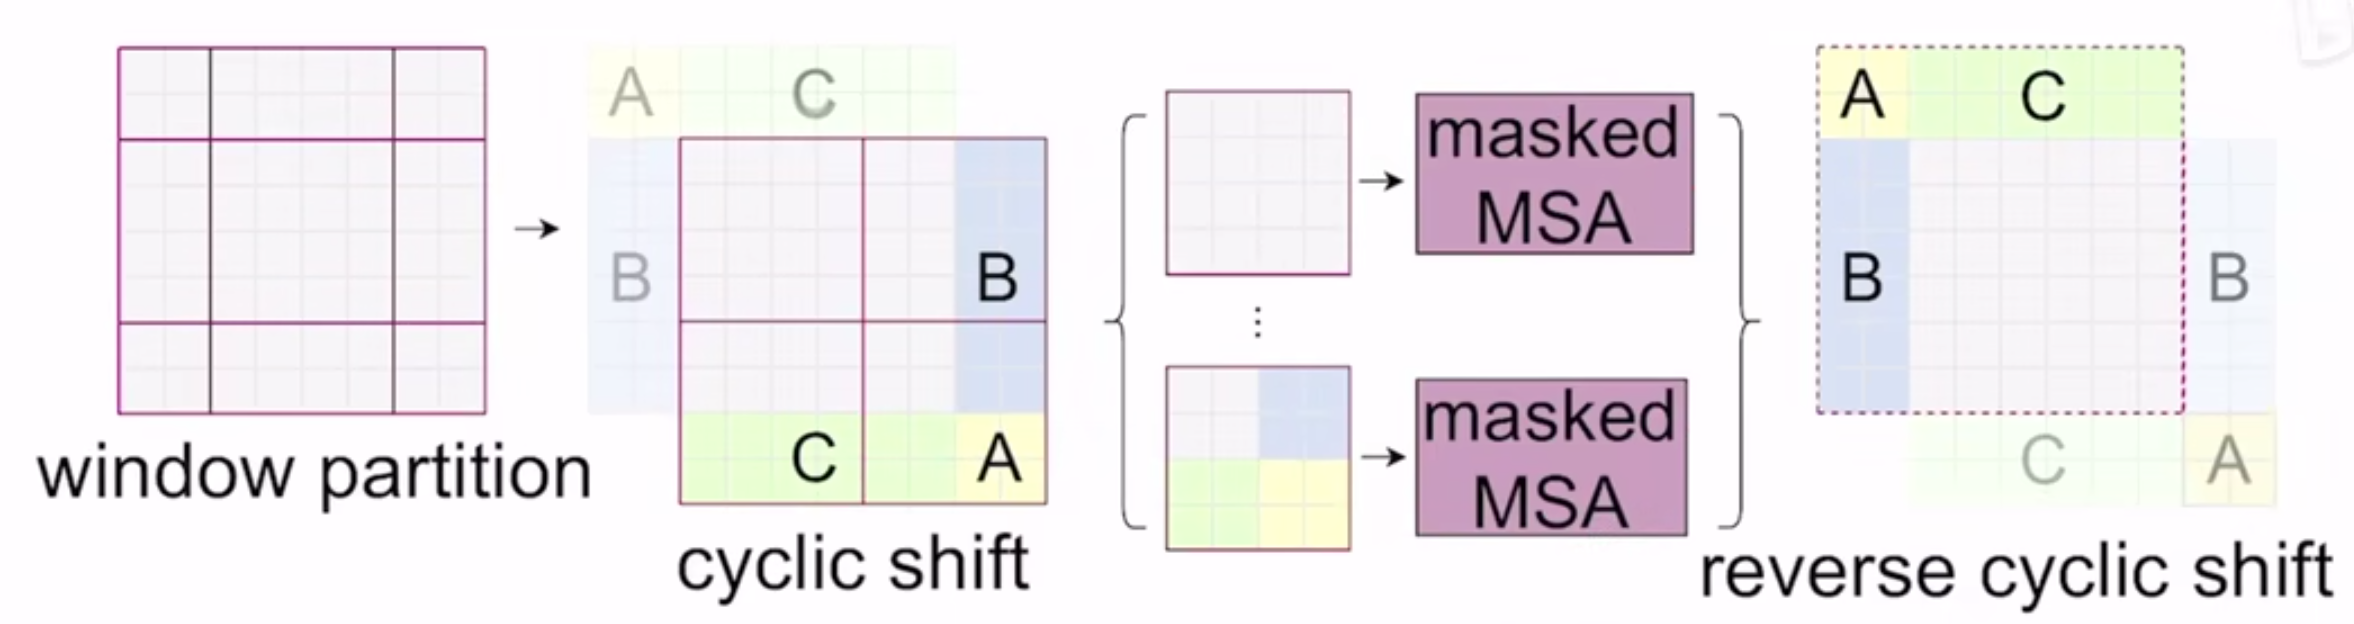 window partition
A C
B
B
C A
cyclic shift
masked
MSA
masked
MSA
A C
B
B
C A
reverse cyclic shift